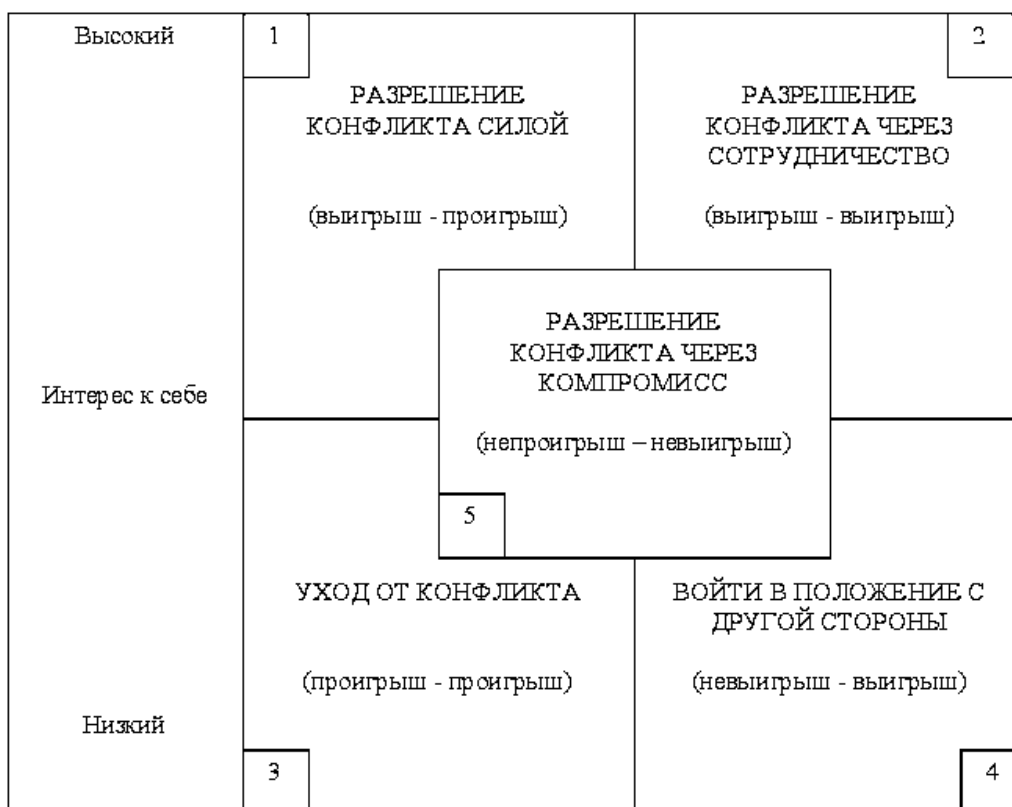 Высокий
1
РАЗРЕШЕНИЕ
КОНФЛИКТА СИЛОЙ
(выигрыш - проигрыш)
2
РАЗРЕШЕНИЕ
КОНФЛИКТА ЧЕРЕЗ
СОТРУДНИЧЕСТВО
(выигрыш - выигрыш)
Интерес к себе
РАЗРЕШЕНИЕ
КОНФЛИКТА ЧЕРЕЗ
КОМПРОМИСС
(непроигрыш – невыигрыш)
5
Низкий
УХОД ОТ КОНФЛИКТА
(проигрыш - проигрыш)
3
ВОЙТИ В ПОЛОЖЕНИЕ С
ДРУГОЙ СТОРОНЫ
(невыигрыш - выигрыш)
4